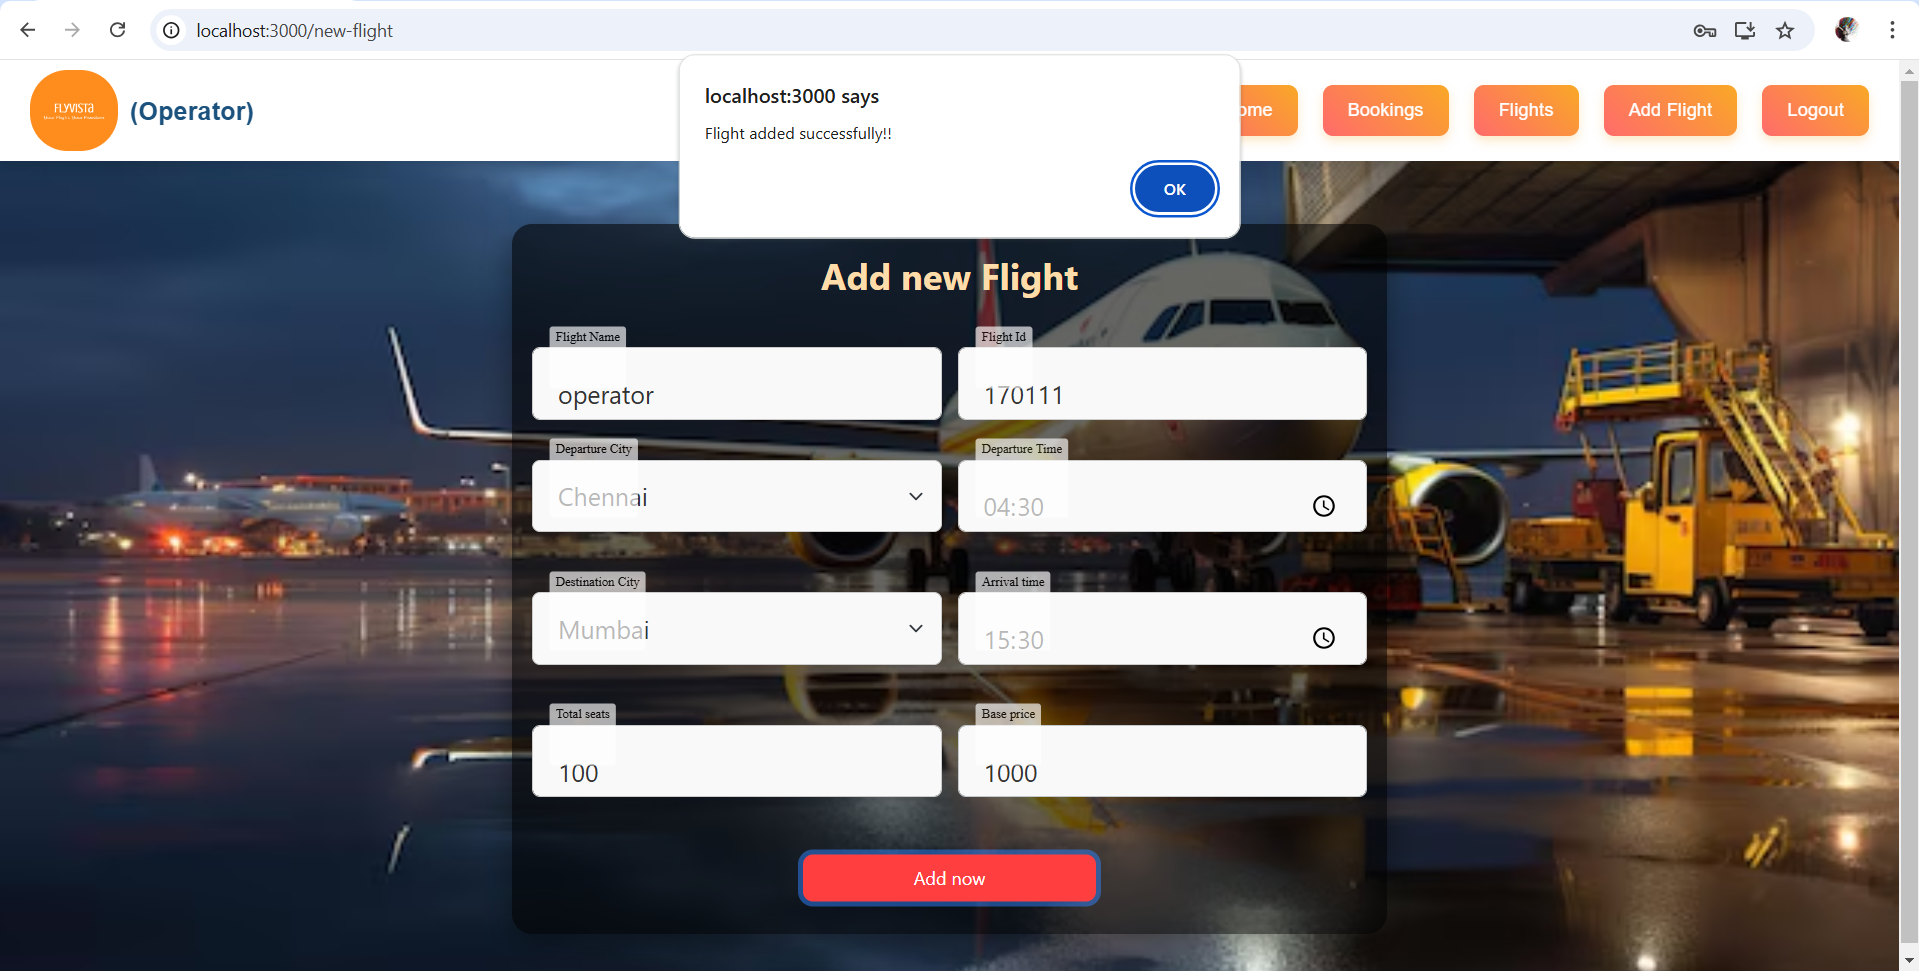 localhost:3000/new-flight
FLYVISTA
(Operator)
localhost:3000 says
Flight added successfully!!
OK
ome
Bookings
Flights
Add Flight
Logout
Add new Flight
Flight Name
operator
Flight Id
170111
Departure City
Chennai
Departure Time
04:30
Destination City
Mumbai
Arrival time
15:30
Total seats
100
Base price
1000
Add now